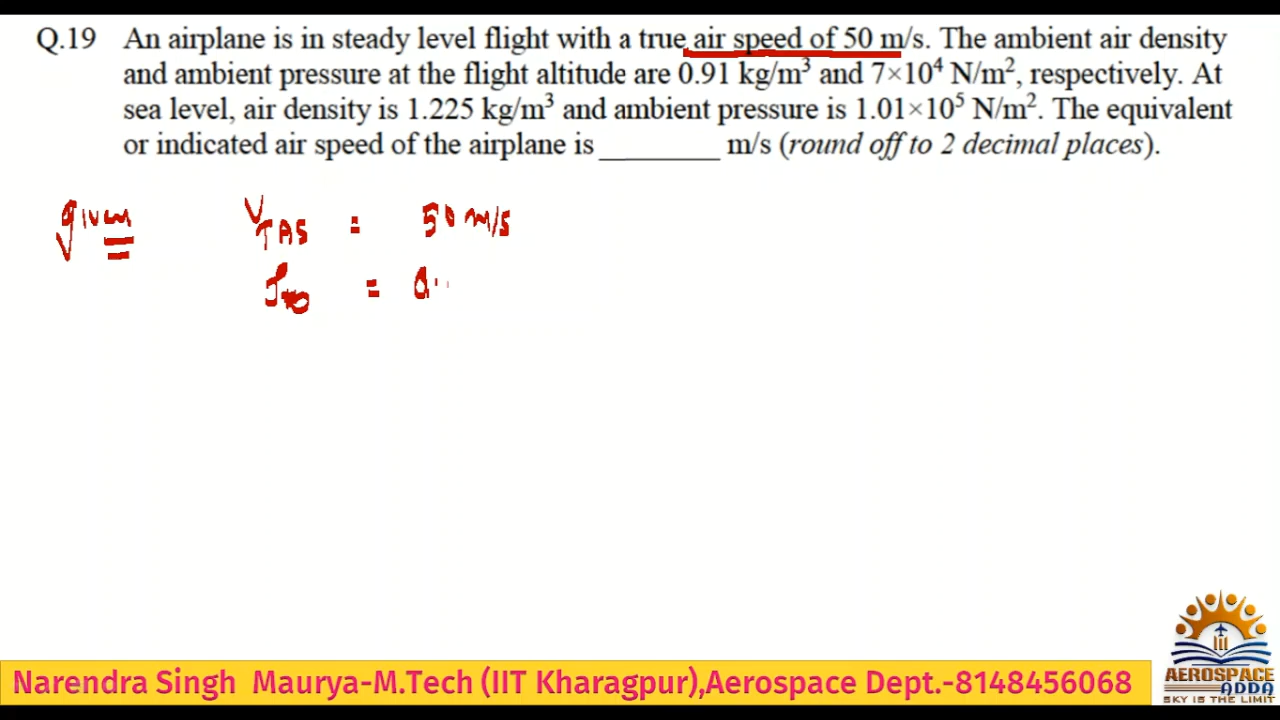 Q.19 An airplane is in steady level flight with a true air speed of 50 m/s. The ambient air density
and ambient pressure at the flight altitude are 0.91 kg/m³ and 7×10⁴ N/m², respectively. At
sea level, air density is 1.225 kg/m³ and ambient pressure is 1.01×10⁵ N/m². The equivalent
or indicated air speed of the airplane is ________ m/s (round off to 2 decimal places).
given V_TAS = 50 m/s
ρ_∞ = 0.
Narendra Singh Maurya-M.Tech (IIT Kharagpur),Aerospace Dept.-8148456068
AEROSPACE
ADDA
SKY IS THE LIMIT